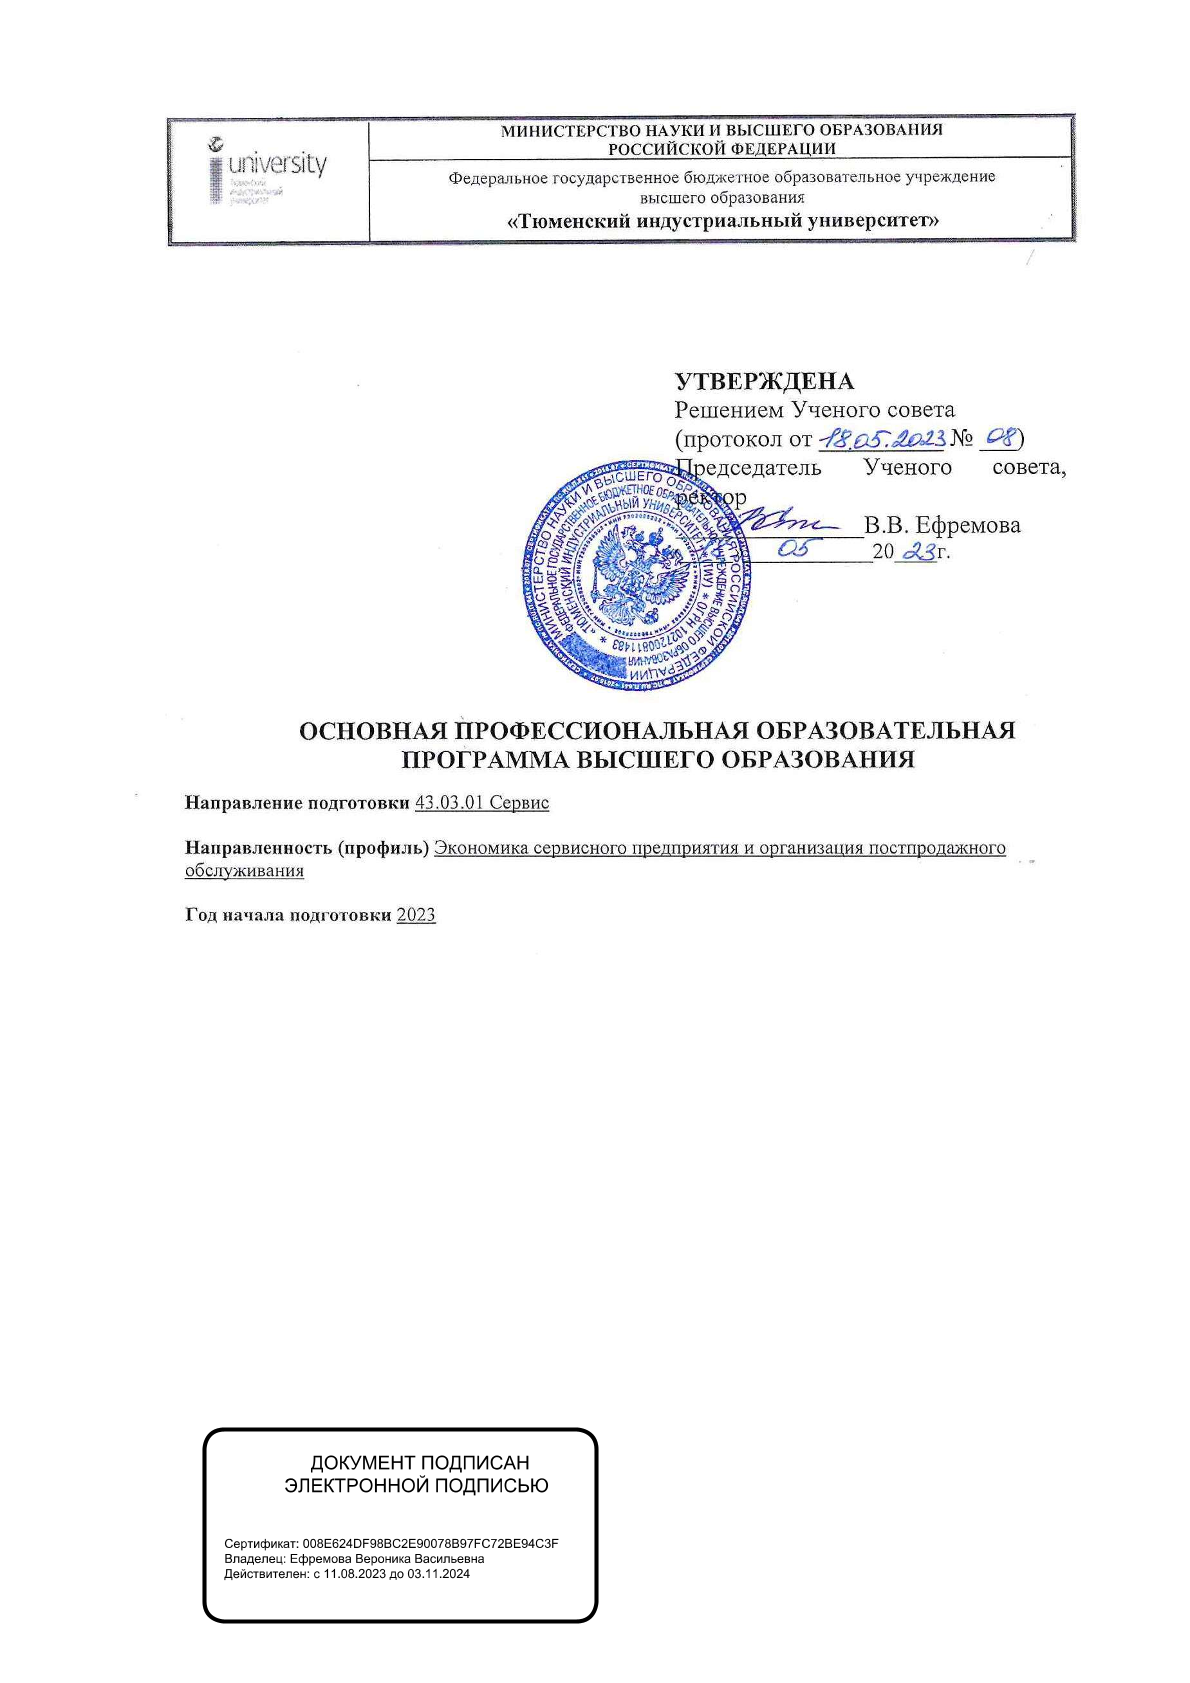 university
Тюменский
индустриальный
университет
МИНИСТЕРСТВО НАУКИ И ВЫСШЕГО ОБРАЗОВАНИЯ
РОССИЙСКОЙ ФЕДЕРАЦИИ
Федеральное государственное бюджетное образовательное учреждение
высшего образования
«Тюменский индустриальный университет»
УТВЕРЖДЕНА
Решением Ученого совета
(протокол от 18.05.2023 № 08)
Председатель Ученого совета,
ректор
В.В. Ефремова
05 20 23 г.
МИНИСТЕРСТВО НАУКИ И ВЫСШЕГО ОБРАЗОВАНИЯ РОССИЙСКОЙ ФЕДЕРАЦИИ
ФЕДЕРАЛЬНОЕ ГОСУДАРСТВЕННОЕ БЮДЖЕТНОЕ ОБРАЗОВАТЕЛЬНОЕ УЧРЕЖДЕНИЕ ВЫСШЕГО ОБРАЗОВАНИЯ
«ТЮМЕНСКИЙ ИНДУСТРИАЛЬНЫЙ УНИВЕРСИТЕТ» * (ТИУ) * ОГРН 1027200811483 *
ОСНОВНАЯ ПРОФЕССИОНАЛЬНАЯ ОБРАЗОВАТЕЛЬНАЯ
ПРОГРАММА ВЫСШЕГО ОБРАЗОВАНИЯ
Направление подготовки 43.03.01 Сервис
Направленность (профиль) Экономика сервисного предприятия и организация постпродажного
обслуживания
Год начала подготовки 2023
ДОКУМЕНТ ПОДПИСАН
ЭЛЕКТРОННОЙ ПОДПИСЬЮ
Сертификат: 008E624DF98BC2E90078B97FC72BE94C3F
Владелец: Ефремова Вероника Васильевна
Действителен: с 11.08.2023 до 03.11.2024